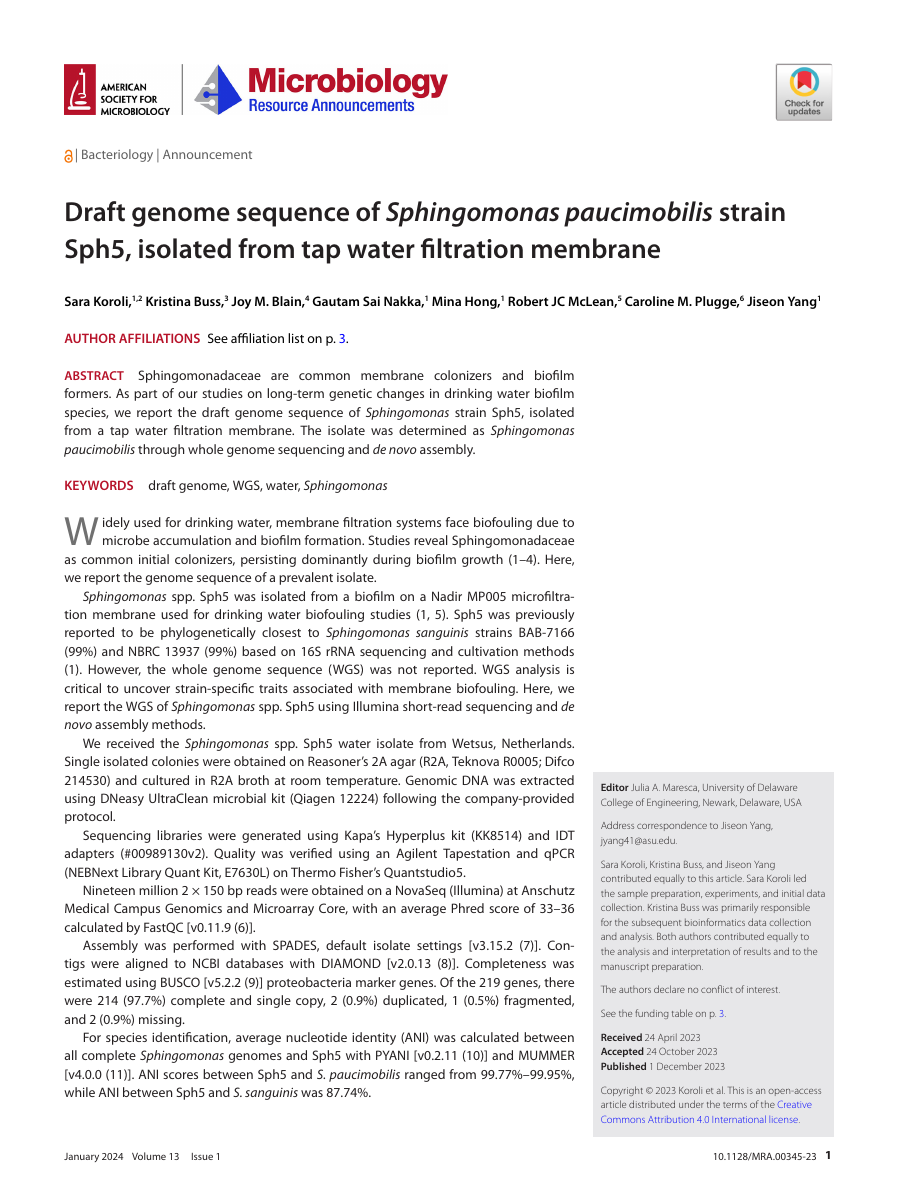 AMERICAN
SOCIETY FOR
MICROBIOLOGY
Microbiology
Resource Announcements
Check for
updates
| Bacteriology | Announcement
Draft genome sequence of Sphingomonas paucimobilis strain
Sph5, isolated from tap water filtration membrane
Sara Koroli,1,2 Kristina Buss,3 Joy M. Blain,4 Gautam Sai Nakka,1 Mina Hong,1 Robert JC McLean,5 Caroline M. Plugge,6 Jiseon Yang1
AUTHOR AFFILIATIONS See affiliation list on p. 3.
ABSTRACT Sphingomonadaceae are common membrane colonizers and biofilm
formers. As part of our studies on long-term genetic changes in drinking water biofilm
species, we report the draft genome sequence of Sphingomonas strain Sph5, isolated
from a tap water filtration membrane. The isolate was determined as Sphingomonas
paucimobilis through whole genome sequencing and de novo assembly.
KEYWORDS draft genome, WGS, water, Sphingomonas
Widely used for drinking water, membrane filtration systems face biofouling due to
microbe accumulation and biofilm formation. Studies reveal Sphingomonadaceae
as common initial colonizers, persisting dominantly during biofilm growth (1–4). Here,
we report the genome sequence of a prevalent isolate.
Sphingomonas spp. Sph5 was isolated from a biofilm on a Nadir MP005 microfiltra-
tion membrane used for drinking water biofouling studies (1, 5). Sph5 was previously
reported to be phylogenetically closest to Sphingomonas sanguinis strains BAB-7166
(99%) and NBRC 13937 (99%) based on 16S rRNA sequencing and cultivation methods
(1). However, the whole genome sequence (WGS) was not reported. WGS analysis is
critical to uncover strain-specific traits associated with membrane biofouling. Here, we
report the WGS of Sphingomonas spp. Sph5 using Illumina short-read sequencing and de
novo assembly methods.
We received the Sphingomonas spp. Sph5 water isolate from Wetsus, Netherlands.
Single isolated colonies were obtained on Reasoner's 2A agar (R2A, Teknova R0005; Difco
214530) and cultured in R2A broth at room temperature. Genomic DNA was extracted
using DNeasy UltraClean microbial kit (Qiagen 12224) following the company-provided
protocol.
Sequencing libraries were generated using Kapa's Hyperplus kit (KK8514) and IDT
adapters (#00989130v2). Quality was verified using an Agilent Tapestation and qPCR
(NEBNext Library Quant Kit, E7630L) on Thermo Fisher's Quantstudio5.
Nineteen million 2 × 150 bp reads were obtained on a NovaSeq (Illumina) at Anschutz
Medical Campus Genomics and Microarray Core, with an average Phred score of 33–36
calculated by FastQC [v0.11.9 (6)].
Assembly was performed with SPADES, default isolate settings [v3.15.2 (7)]. Con-
tigs were aligned to NCBI databases with DIAMOND [v2.0.13 (8)]. Completeness was
estimated using BUSCO [v5.2.2 (9)] proteobacteria marker genes. Of the 219 genes, there
were 214 (97.7%) complete and single copy, 2 (0.9%) duplicated, 1 (0.5%) fragmented,
and 2 (0.9%) missing.
For species identification, average nucleotide identity (ANI) was calculated between
all complete Sphingomonas genomes and Sph5 with PYANI [v0.2.11 (10)] and MUMMER
[v4.0.0 (11)]. ANI scores between Sph5 and S. paucimobilis ranged from 99.77%–99.95%,
while ANI between Sph5 and S. sanguinis was 87.74%.
Editor Julia A. Maresca, University of Delaware
College of Engineering, Newark, Delaware, USA
Address correspondence to Jiseon Yang,
jyang41@asu.edu.
Sara Koroli, Kristina Buss, and Jiseon Yang
contributed equally to this article. Sara Koroli led
the sample preparation, experiments, and initial data
collection. Kristina Buss was primarily responsible
for the subsequent bioinformatics data collection
and analysis. Both authors contributed equally to
the analysis and interpretation of results and to the
manuscript preparation.
The authors declare no conflict of interest.
See the funding table on p. 3.
Received 24 April 2023
Accepted 24 October 2023
Published 1 December 2023
Copyright © 2023 Koroli et al. This is an open-access
article distributed under the terms of the Creative
Commons Attribution 4.0 International license.
January 2024 Volume 13 Issue 1
10.1128/MRA.00345-23 1